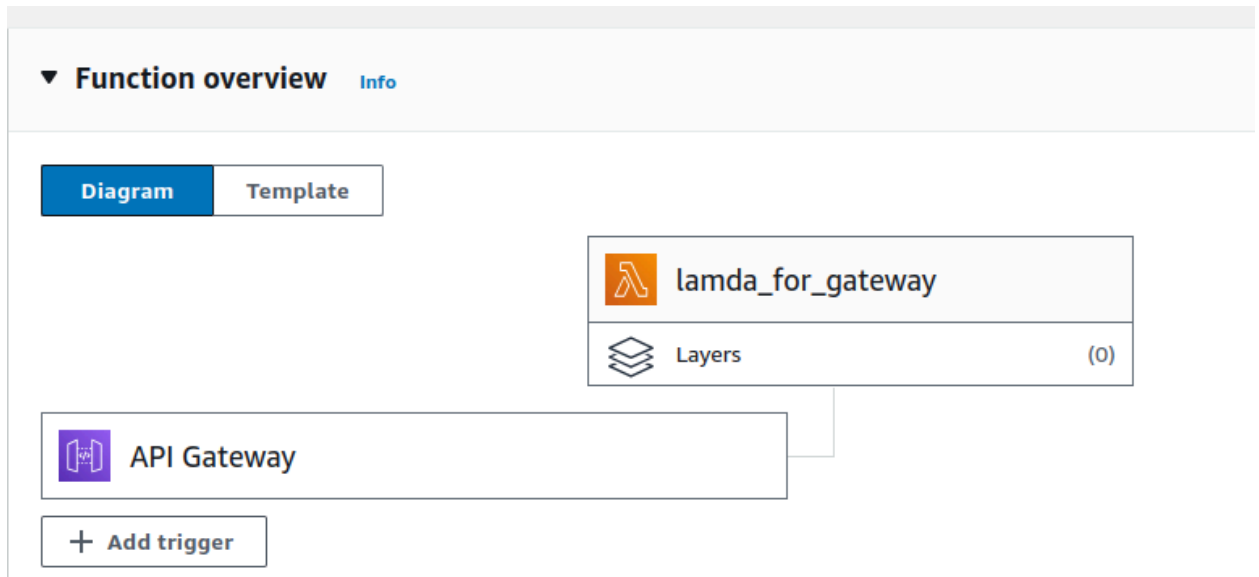 Function overview Info
Diagram Template
lamda_for_gateway
Layers (0)
API Gateway
+ Add trigger